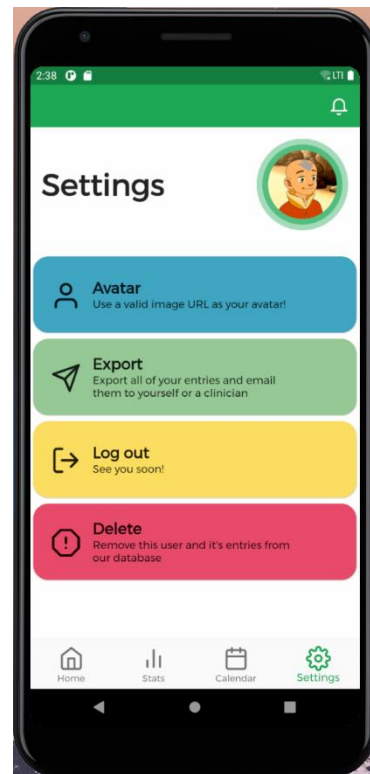 2:38 LTE
Settings
Avatar
Use a valid image URL as your avatar!
Export
Export all of your entries and email
them to yourself or a clinician
Log out
See you soon!
Delete
Remove this user and it's entries from
our database
Home Stats Calendar Settings